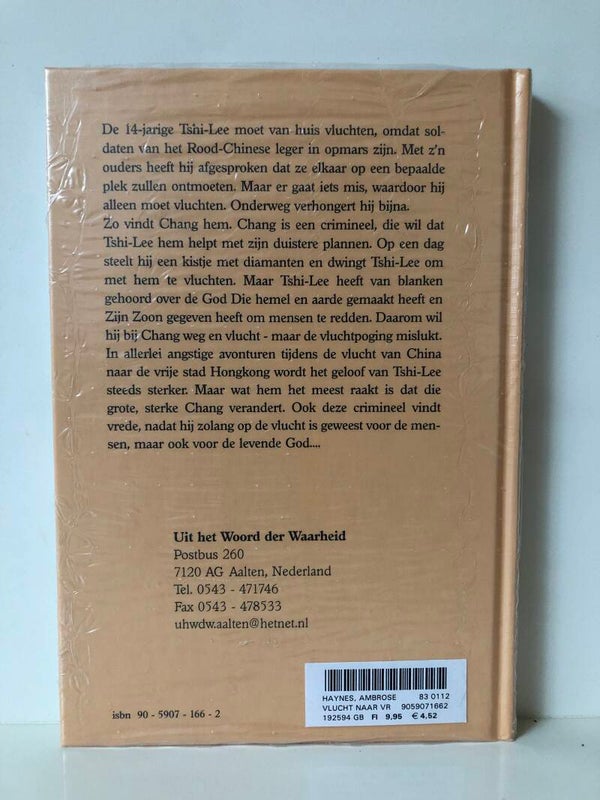 De 14-jarige Tshi-Lee moet van huis vluchten, omdat sol-
daten van het Rood-Chinese leger in opmars zijn. Met z'n
ouders heeft hij afgesproken dat ze elkaar op een bepaalde
plek zullen ontmoeten. Maar er gaat iets mis, waardoor hij
alleen moet vluchten. Onderweg verhongert hij bijna.
Zo vindt Chang hem. Chang is een crimineel, die wil dat
Tshi-Lee hem helpt met zijn duistere plannen. Op een dag
steelt hij een kistje met diamanten en dwingt Tshi-Lee om
met hem te vluchten. Maar Tshi-Lee heeft van blanken
gehoord over de God Die hemel en aarde gemaakt heeft en
Zijn Zoon gegeven heeft om mensen te redden. Daarom wil
hij bij Chang weg en vlucht - maar de vluchtpoging mislukt.
In allerlei angstige avonturen tijdens de vlucht van China
naar de vrije stad Hongkong wordt het geloof van Tshi-Lee
steeds sterker. Maar wat hem het meest raakt is dat die
grote, sterke Chang verandert. Ook deze crimineel vindt
vrede, nadat hij zolang op de vlucht is geweest voor de men-
sen, maar ook voor de levende God....
Uit het Woord der Waarheid
Postbus 260
7120 AG Aalten, Nederland
Tel. 0543 - 471746
Fax 0543 - 478533
uhwdw.aalten@hetnet.nl
HAYNES, AMBROSE 83 0112
VLUCHT NAAR VR 9059071662
192594 GB Fl 9,95 € 4,52
isbn 90 - 5907 - 166 - 2